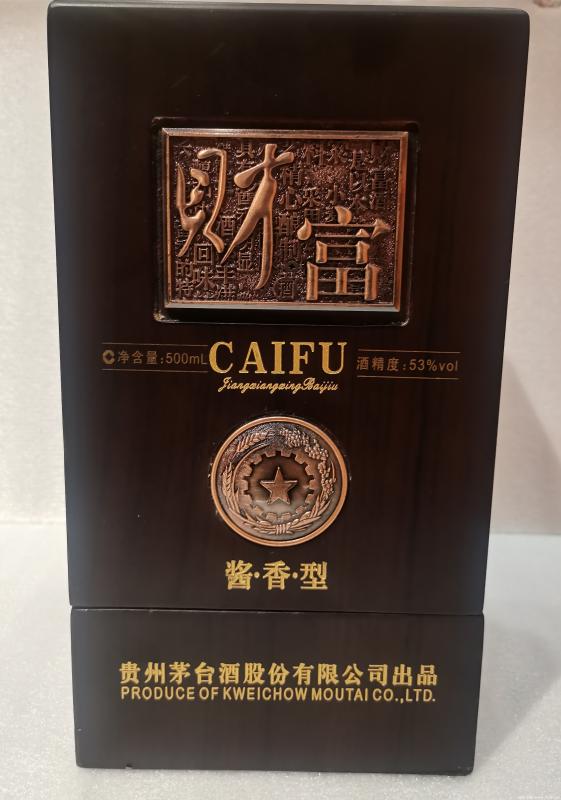 财富
净含量:500mL CAIFU 酒精度:53%vol
JiangxiangxingBaijiu
酱·香·型
贵州茅台酒股份有限公司出品
PRODUCE OF KWEICHOW MOUTAI CO.,LTD.